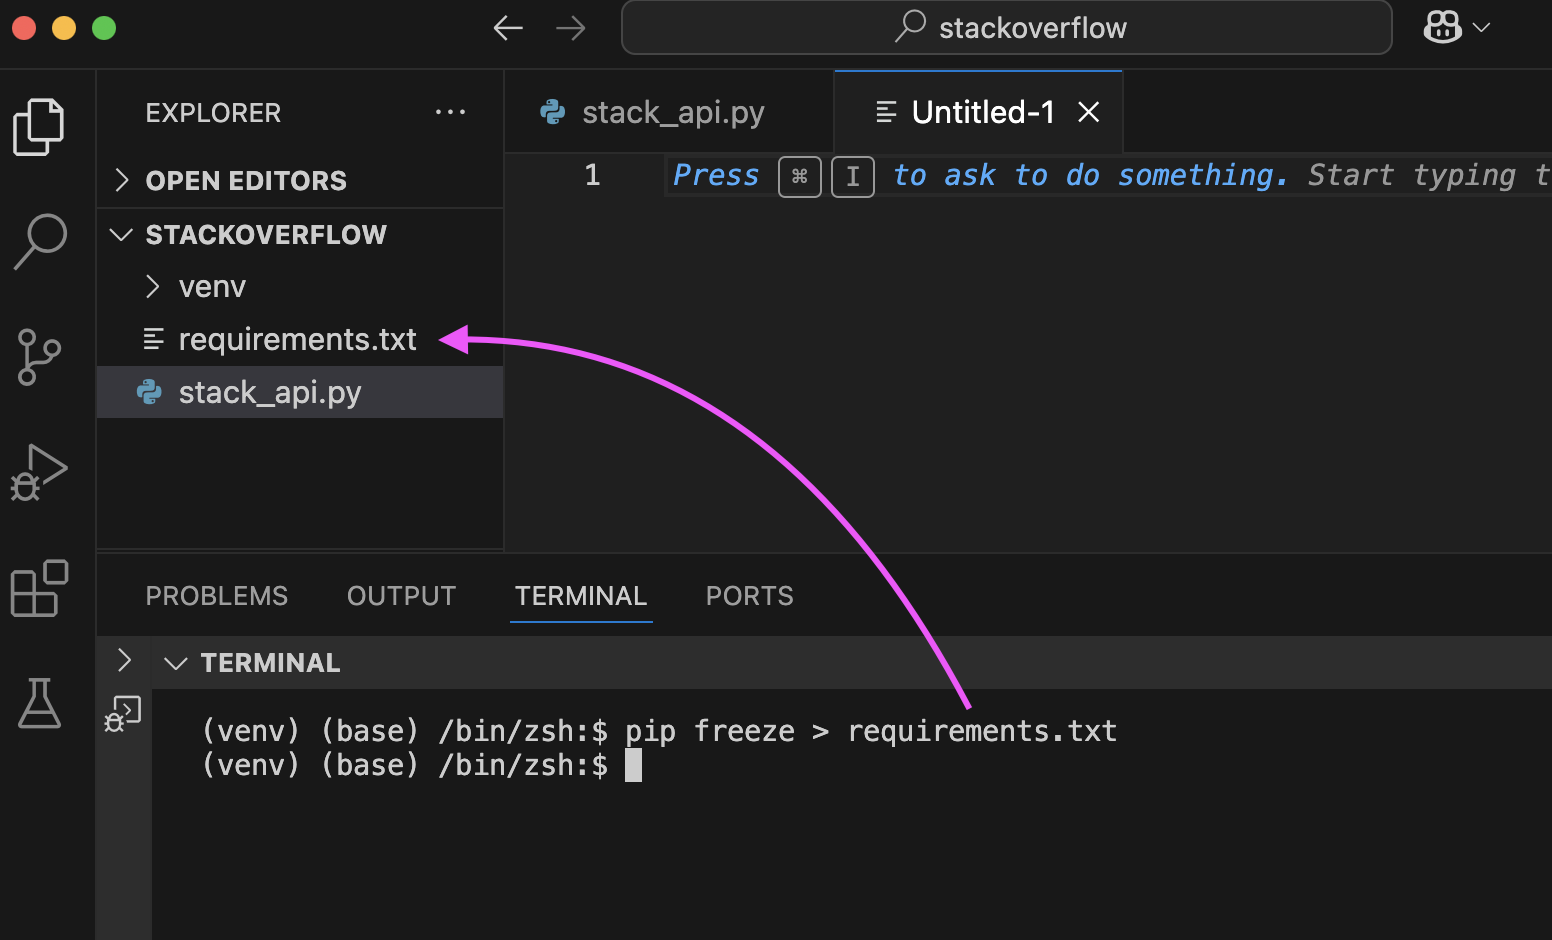 stackoverflow
EXPLORER
stack_api.py
Untitled-1
OPEN EDITORS
1
Press ⌘ I to ask to do something. Start typing t
STACKOVERFLOW
venv
requirements.txt
stack_api.py
PROBLEMS
OUTPUT
TERMINAL
PORTS
TERMINAL
(venv) (base) /bin/zsh:$ pip freeze > requirements.txt
(venv) (base) /bin/zsh:$